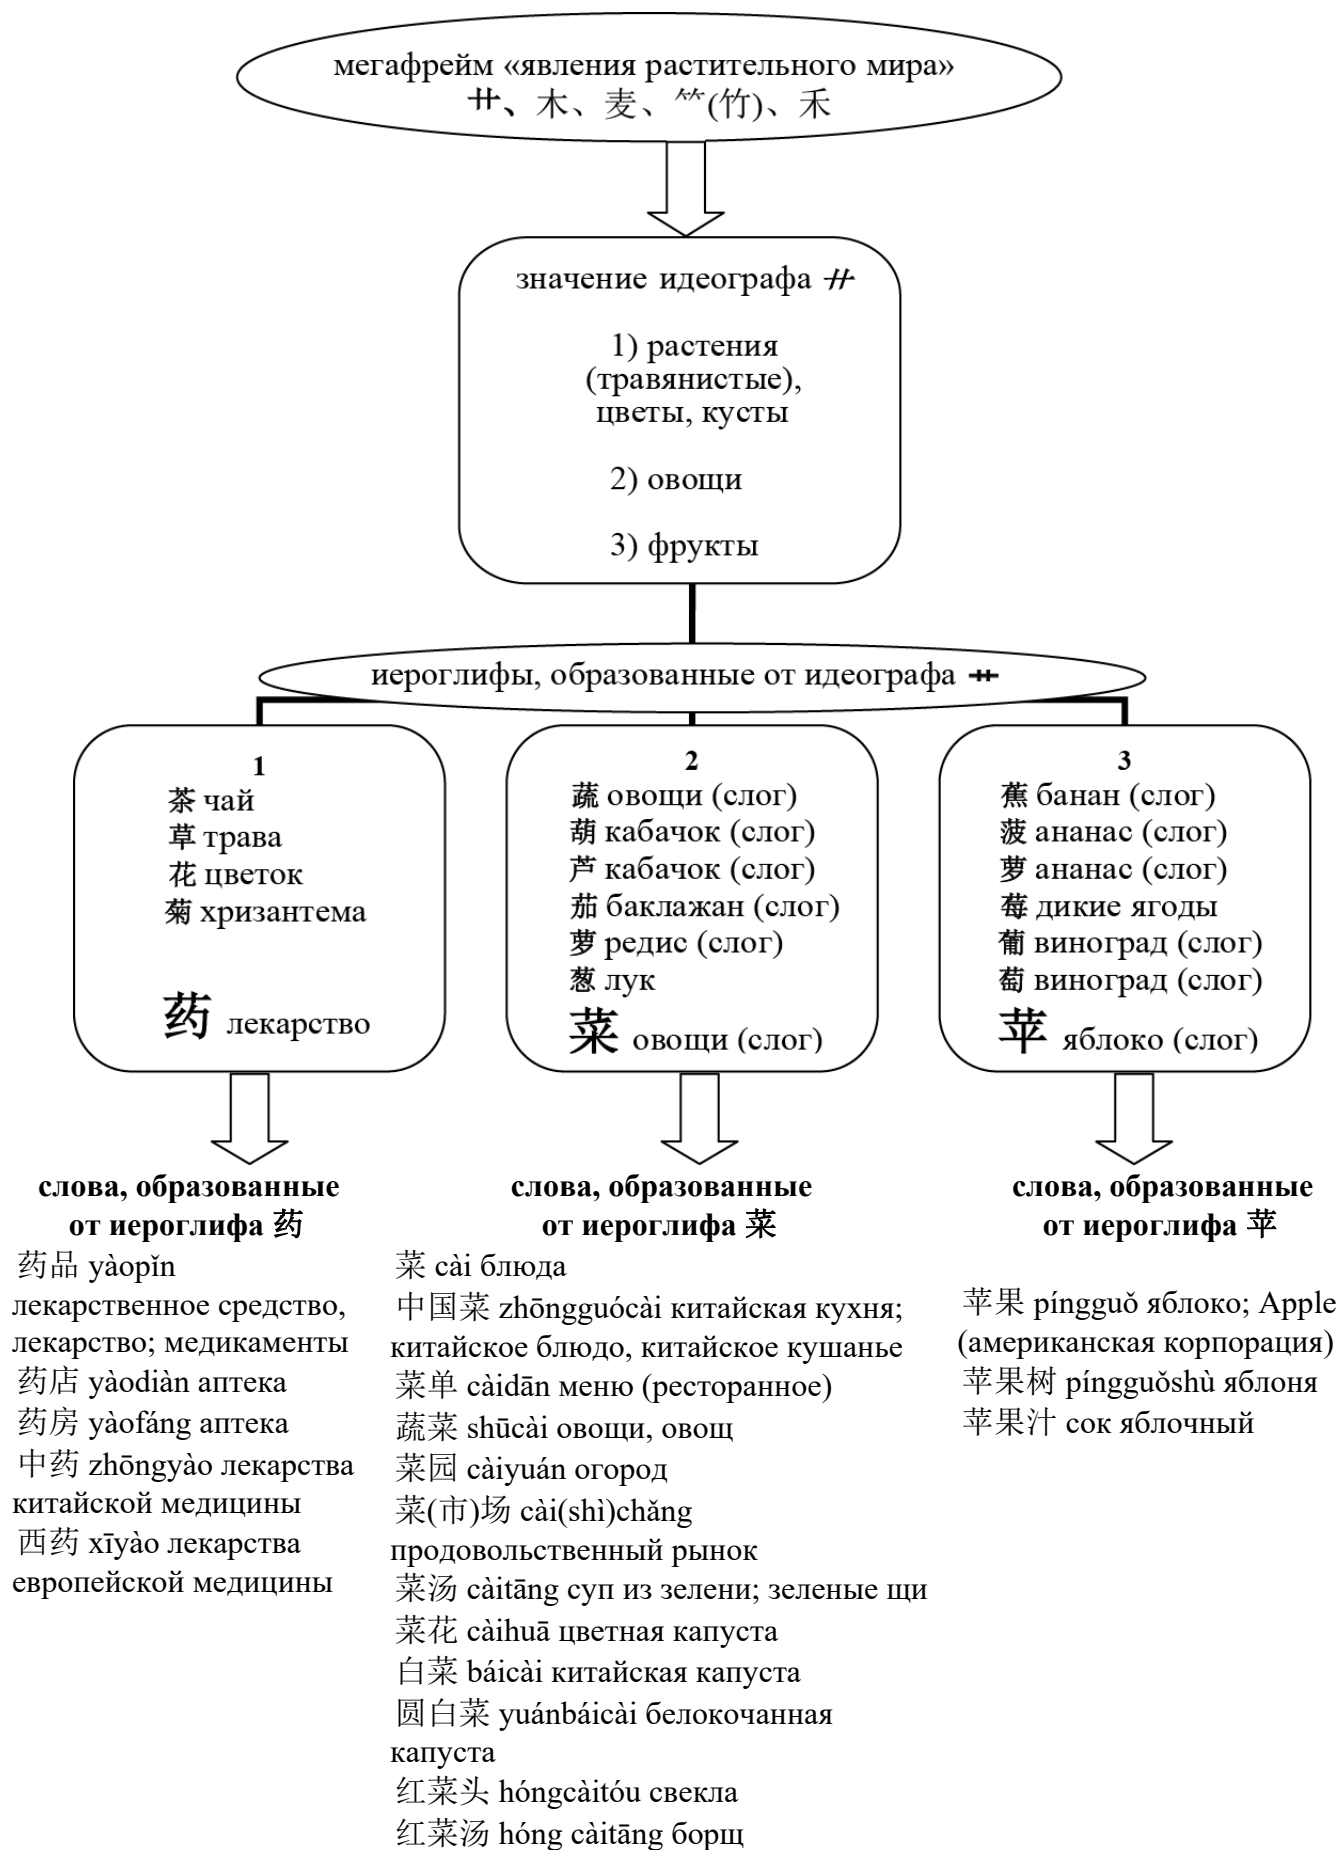 мегафрейм «явления растительного мира»
艹、木、麦、⺮(竹)、禾
значение идеографа 艹
1) растения
(травянистые),
цветы, кусты
2) овощи
3) фрукты
иероглифы, образованные от идеографа 艹
1
茶 чай
草 трава
花 цветок
菊 хризантема
药 лекарство
2
蔬 овощи (слог)
葫 кабачок (слог)
芦 кабачок (слог)
茄 баклажан (слог)
萝 редис (слог)
葱 лук
菜 овощи (слог)
3
蕉 банан (слог)
菠 ананас (слог)
萝 ананас (слог)
莓 дикие ягоды
葡 виноград (слог)
萄 виноград (слог)
苹 яблоко (слог)
слова, образованные
от иероглифа 药
药品 yàopǐn
лекарственное средство,
лекарство; медикаменты
药店 yàodiàn аптека
药房 yàofáng аптека
中药 zhōngyào лекарства
китайской медицины
西药 xīyào лекарства
европейской медицины
слова, образованные
от иероглифа 菜
菜 cài блюда
中国菜 zhōngguócài китайская кухня;
китайское блюдо, китайское кушанье
菜单 càidān меню (ресторанное)
蔬菜 shūcài овощи, овощ
菜园 càiyuán огород
菜(市)场 cài(shì)chǎng
продовольственный рынок
菜汤 càitāng суп из зелени; зеленые щи
菜花 càihuā цветная капуста
白菜 báicài китайская капуста
圆白菜 yuánbáicài белокочанная
капуста
红菜头 hóngcàitóu свекла
红菜汤 hóng càitāng борщ
слова, образованные
от иероглифа 苹
苹果 píngguǒ яблоко; Apple
(американская корпорация)
苹果树 píngguǒshù яблоня
苹果汁 сок яблочный